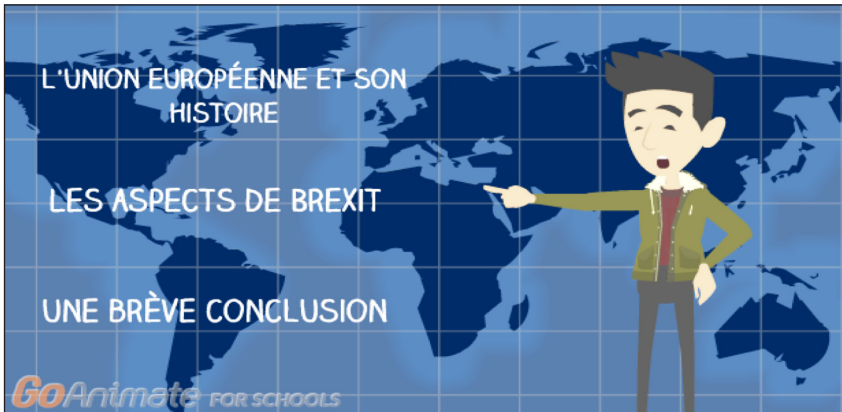 L'UNION EUROPÉENNE ET SON
HISTOIRE
LES ASPECTS DE BREXIT
UNE BRÈVE CONCLUSION
GoAnimate FOR SCHOOLS